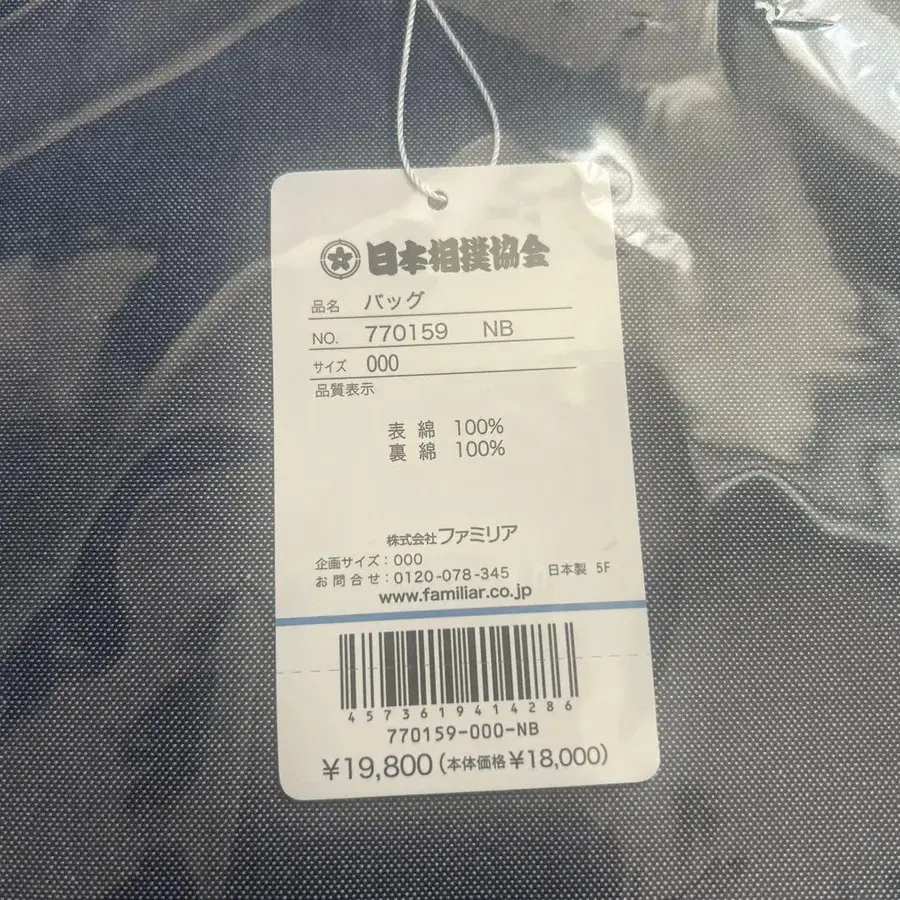 日本相撲協会
品名 バッグ
NO. 770159 NB
サイズ 000
品質表示
表 綿 100%
裏 綿 100%
株式会社ファミリア
企画サイズ：000
お問合せ：0120-078-345 日本製 5F
www.familiar.co.jp
4573619414286
770159-000-NB
¥19,800(本体価格¥18,000)